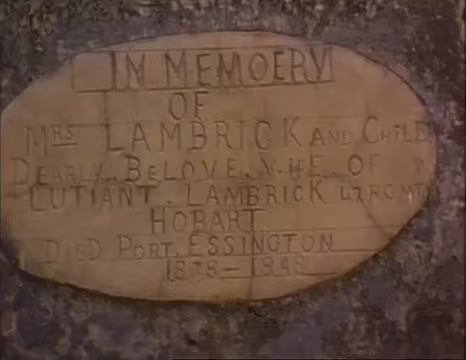 IN MEMOERY
OF
MRS LAMBRICK AND CHILD
DEARLY. BELOVE. WIFE. OF
LUTIANT. LAMBRICK
HOBART
DIED PORT. ESSINGTON